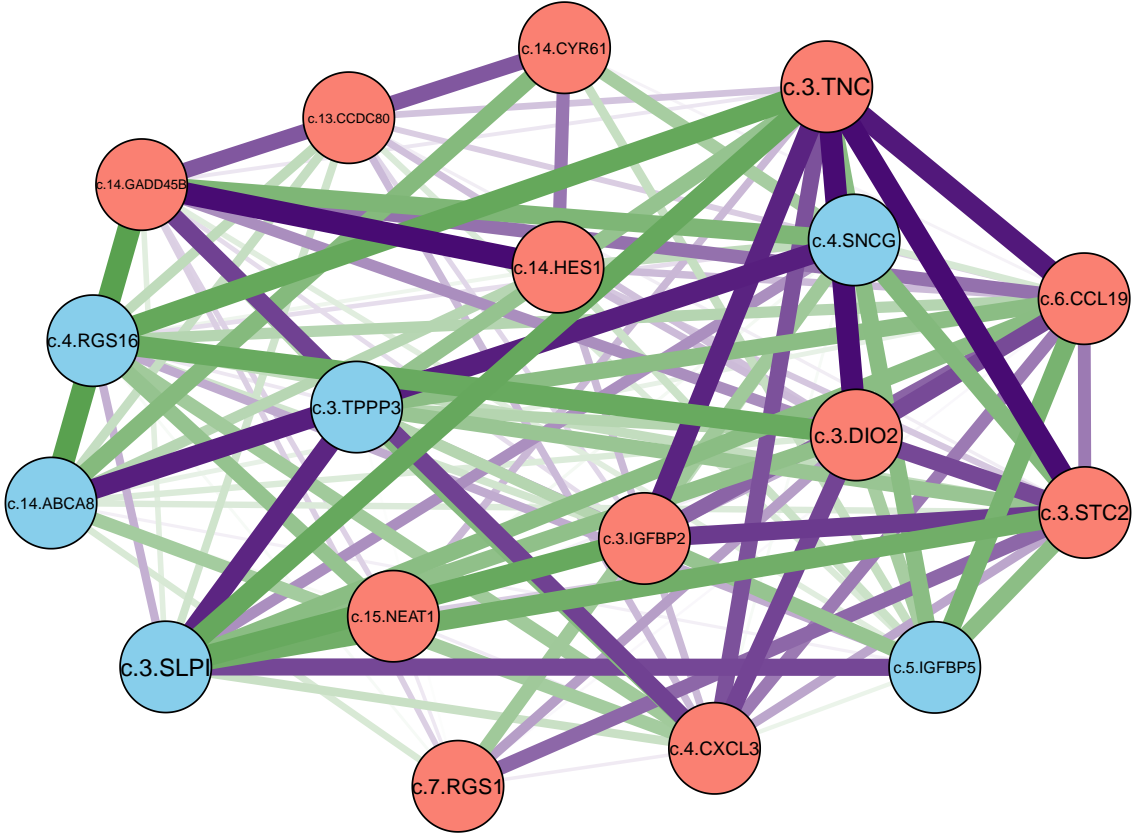 c.14.CYR61
c.3.TNC
c.13.CCDC80
c.14.GADD45B
c.4.SNCG
c.14.HES1
c.6.CCL19
c.4.RGS16
c.3.TPPP3
c.3.DIO2
c.14.ABCA8
c.3.STC2
c.3.IGFBP2
c.15.NEAT1
c.3.SLPI
c.5.IGFBP5
c.4.CXCL3
c.7.RGS1